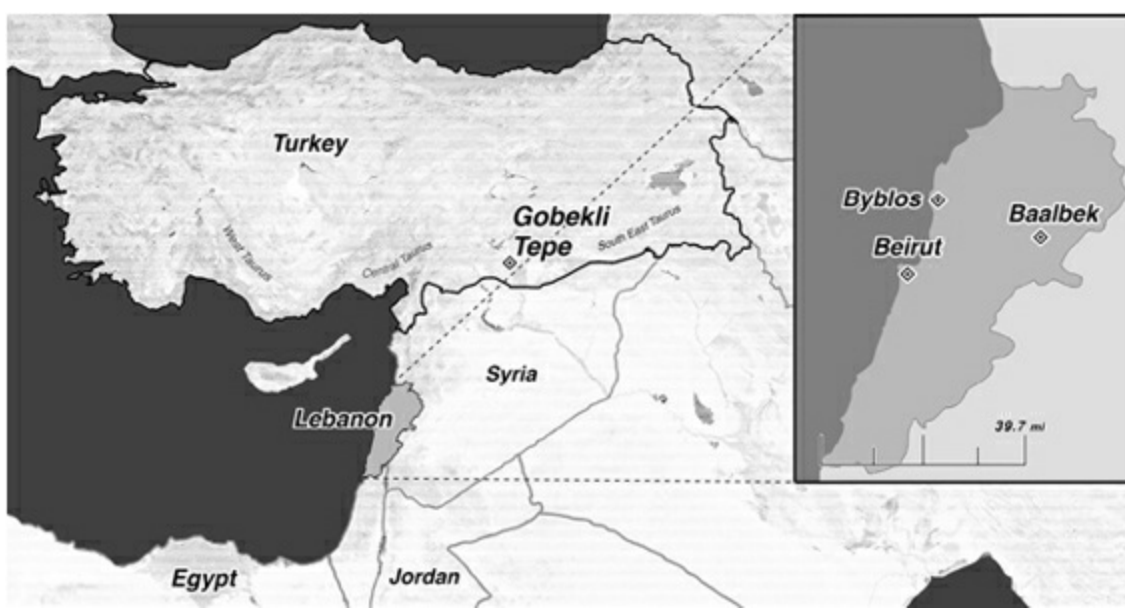 Turkey
Gobekli
Tepe
West Taurus
Central Taurus
South East Taurus
Syria
Lebanon
Egypt
Jordan
Byblos
Baalbek
Beirut
39.7 mi